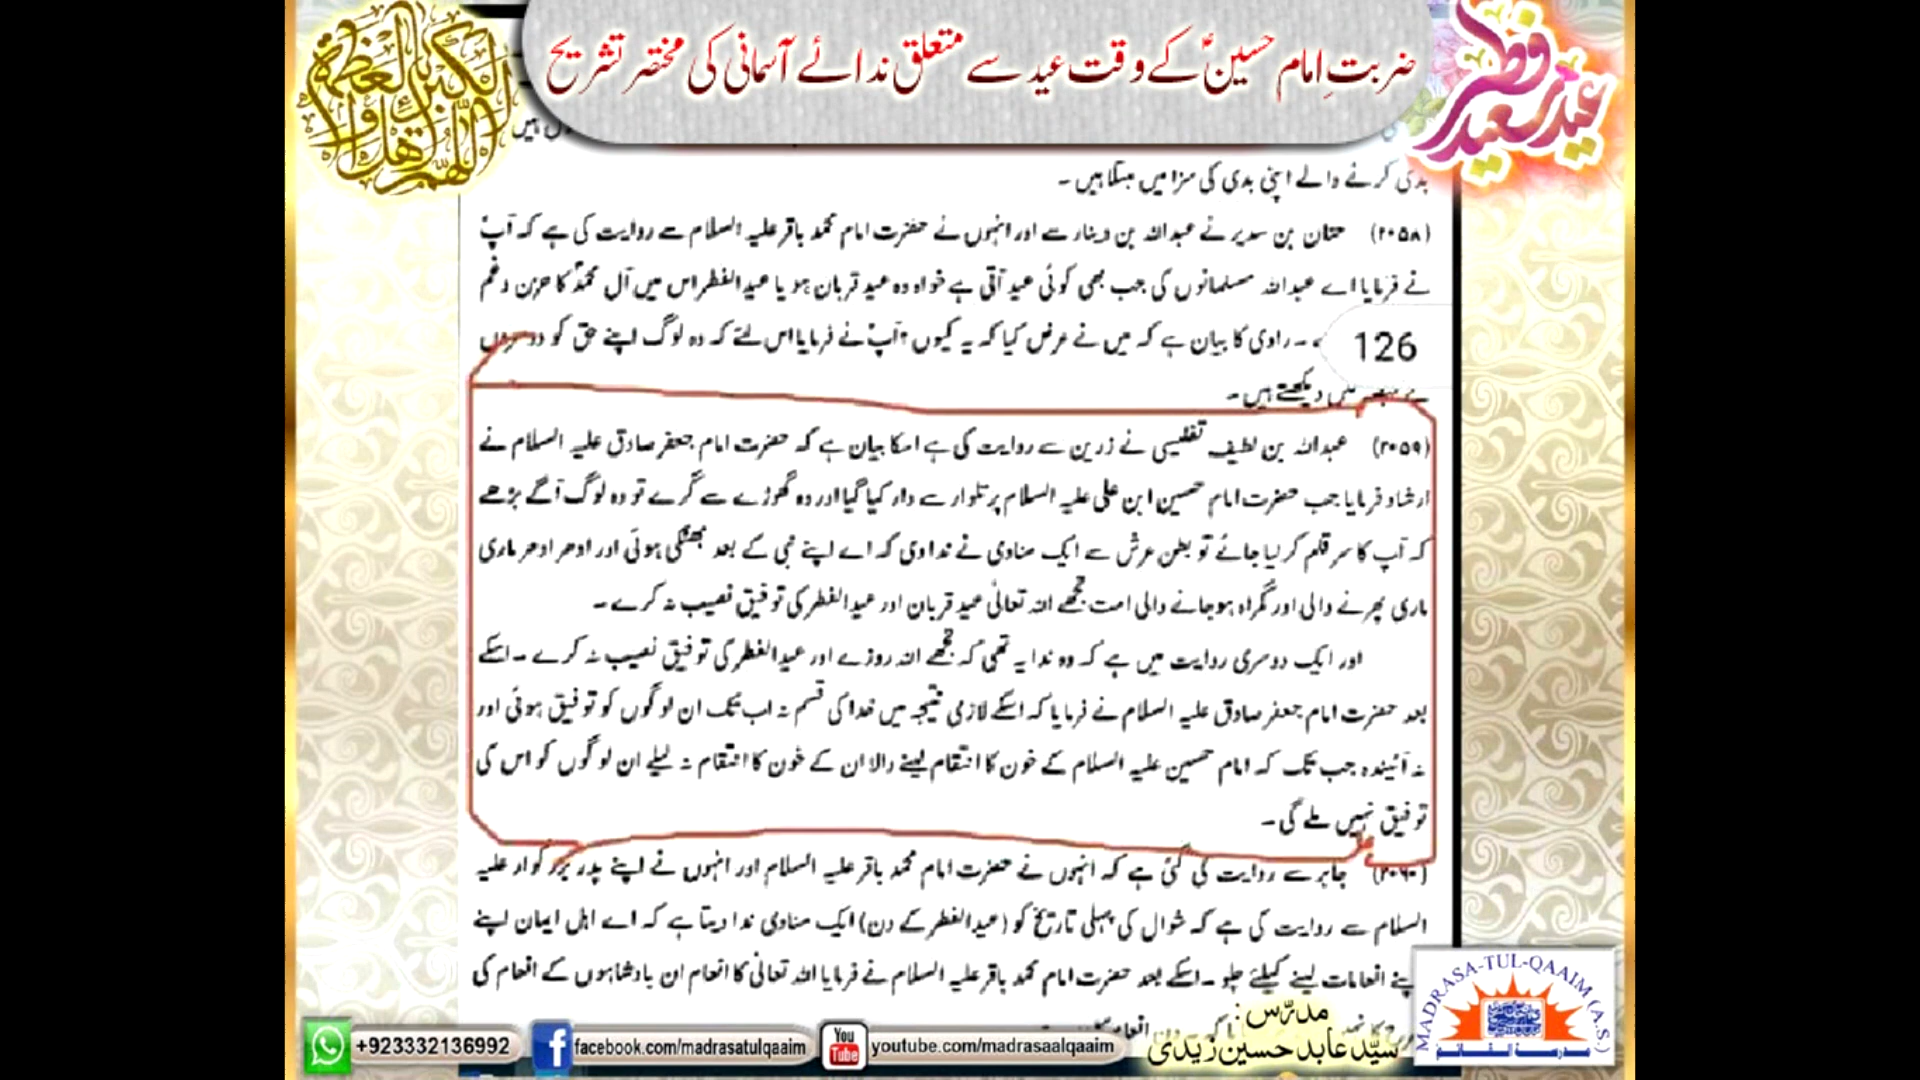 ضربتِ امام حسینؑ کے وقت عید سے متعلق ندائے آسمانی کی مختصر تشریح
اللہ اکبر اللھم اھل الکبریاء والعظمة
عید سعید فطر
ہیں
بدی کرنے والے اپنی بدی کی سزا میں مبتلا ہیں ۔
(۲۰۵۸) حنان بن سدیر نے عبداللہ بن دینار سے اور انہوں نے حضرت امام محمد باقر علیہ السلام سے روایت کی ہے کہ آپؑ
نے فرمایا اے عبداللہ مسلمانوں کی جب بھی کوئی عید آتی ہے خواہ وہ عید قربان ہو یا عید الفطر اس میں آل محمدؐ کا حزن و غم
۔ راوی کا بیان ہے کہ میں نے عرض کیا کہ یہ کیوں ؟ آپؑ نے فرمایا اس لئے کہ وہ لوگ اپنے حق کو دوسروں
126
کے قبضہ میں دیکھتے ہیں ۔
(۲۰۵۹) عبداللہ بن لطیف تفلیسی نے زرین سے روایت کی ہے اسکا بیان ہے کہ حضرت امام جعفر صادق علیہ السلام نے
ارشاد فرمایا جب حضرت امام حسین ابن علی علیہ السلام پر تلوار سے وار کیا گیا اور وہ گھوڑے سے گرے تو وہ لوگ آگے بڑھے
کہ آپ کا سر قلم کر لیا جائے تو بطن عرش سے ایک منادی نے ندا دی کہ اے اپنے نبی کے بعد بھٹکی ہوئی اور ادھر ادھر ماری
ماری پھرنے والی اور گمراہ ہوجانے والی امت تجھے اللہ تعالیٰ عید قربان اور عید الفطر کی توفیق نصیب نہ کرے ۔
اور ایک دوسری روایت میں ہے کہ وہ ندا یہ تھی کہ تجھے اللہ روزے اور عید الفطر کی توفیق نصیب نہ کرے ۔ اسکے
بعد حضرت امام جعفر صادق علیہ السلام نے فرمایا کہ اسکے لازمی نتیجہ میں خدا کی قسم نہ اب تک ان لوگوں کو توفیق ہوئی اور
نہ آئیندہ جب تک کہ امام حسین علیہ السلام کے خون کا انتقام لینے والا ان کے خون کا انتقام نہ لیلے ان لوگوں کو اس کی
توفیق نہیں ملے گی ۔
(۲۰۶۰) جابر سے روایت کی گئی ہے کہ انہوں نے حضرت امام محمد باقر علیہ السلام اور انہوں نے اپنے پدر بزرگوار علیہ
السلام سے روایت کی ہے کہ شوال کی پہلی تاریخ کو (عید الفطر کے دن) ایک منادی ندا دیتا ہے کہ اے اہل ایمان اپنے
اپنے انعامات لینے کیلئے چلو ۔ اسکے بعد حضرت امام محمد باقر علیہ السلام نے فرمایا اللہ تعالیٰ کا انعام ان بادشاہوں کے انعام کی
مدرّس :
سیّد عابد حسین زیدی
MADRASA-TUL-QAAIM (A.S.)
مدرسة القائم
+923332136992
facebook.com/madrasatulqaaim
You Tube
youtube.com/madrasaalqaaim